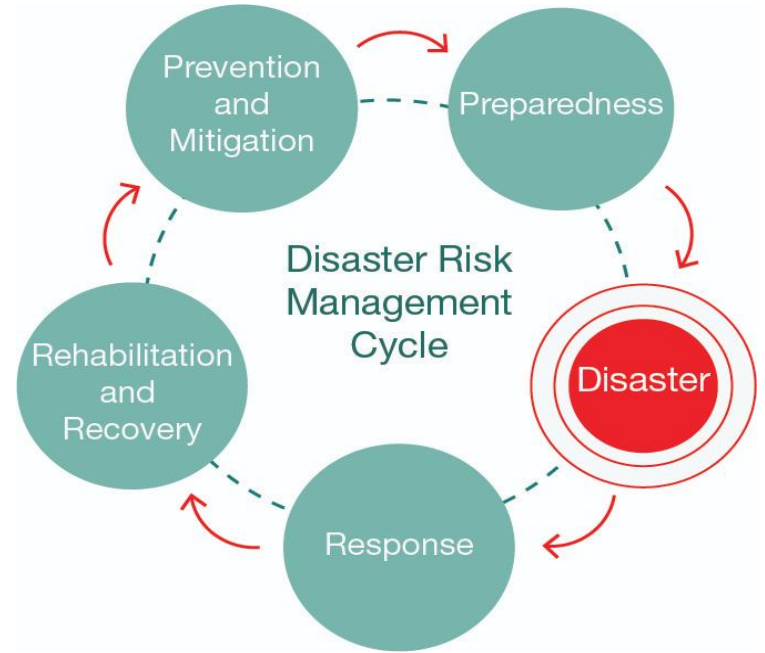 Prevention
and
Mitigation
Preparedness
Disaster Risk
Management
Cycle
Disaster
Response
Rehabilitation
and
Recovery